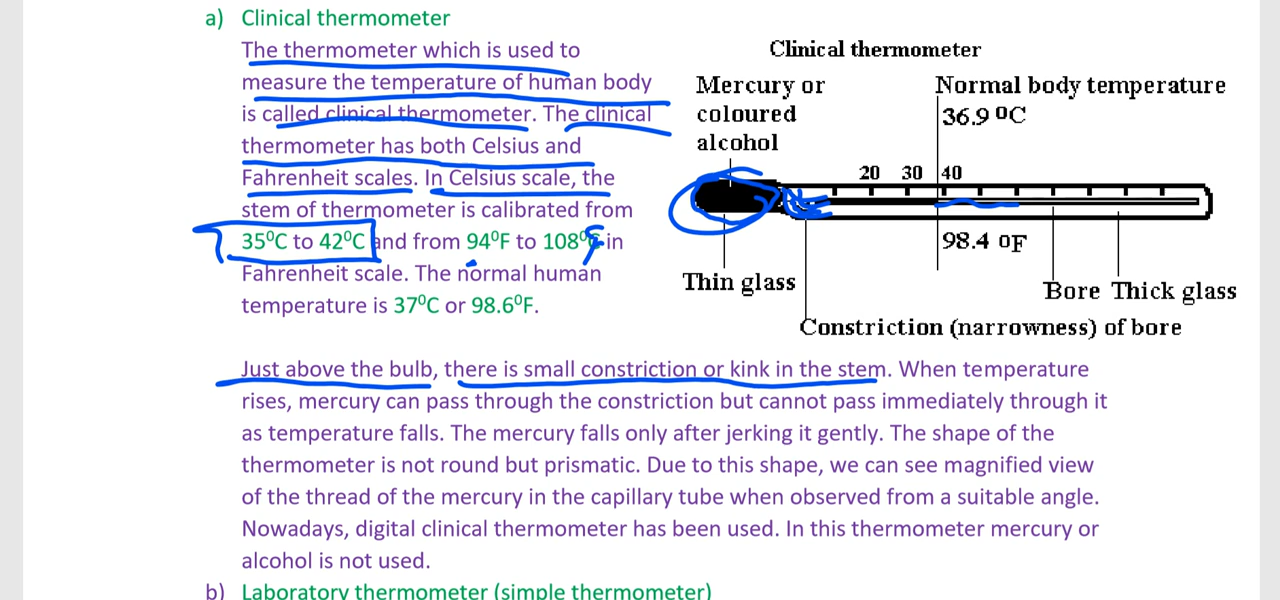 a) Clinical thermometer
The thermometer which is used to
measure the temperature of human body
is called clinical thermometer. The clinical
thermometer has both Celsius and
Fahrenheit scales. In Celsius scale, the
stem of thermometer is calibrated from
35⁰C to 42⁰C and from 94⁰F to 108⁰F in
Fahrenheit scale. The normal human
temperature is 37⁰C or 98.6⁰F.
Clinical thermometer
Mercury or
coloured
alcohol
Normal body temperature
36.9 ⁰C
20 30 40
98.4 ⁰F
Thin glass
Bore Thick glass
Constriction (narrowness) of bore
Just above the bulb, there is small constriction or kink in the stem. When temperature
rises, mercury can pass through the constriction but cannot pass immediately through it
as temperature falls. The mercury falls only after jerking it gently. The shape of the
thermometer is not round but prismatic. Due to this shape, we can see magnified view
of the thread of the mercury in the capillary tube when observed from a suitable angle.
Nowadays, digital clinical thermometer has been used. In this thermometer mercury or
alcohol is not used.
b) Laboratory thermometer (simple thermometer)